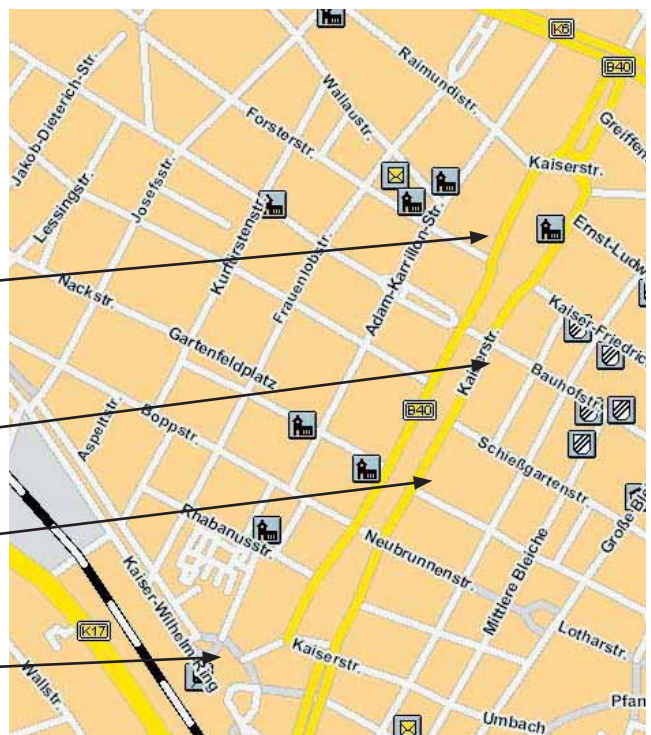 K6
B40
Raimundistr.
Wallaustr.
Greiffen
Jakob-Dieterich-Str.
Forsterstr.
Kaiserstr.
Lessingstr.
Josefsstr.
Kurfürstenstr.
Frauenlobstr.
Adam-Karrillon-Str.
Ernst-Ludw
Nackstr.
Kaiser-Friedric
Gartenfeldplatz
Kaiserstr.
Bauhofstr.
B40
Aspeltstr.
Boppstr.
Schießgartenstr.
Große Bl
Rhabanusstr.
Neubrunnenstr.
Mittlere Bleiche
Kaiser-Wilhelm-Ring
K17
Kaiserstr.
Lotharstr.
Wallstr.
Pfan
Umbach